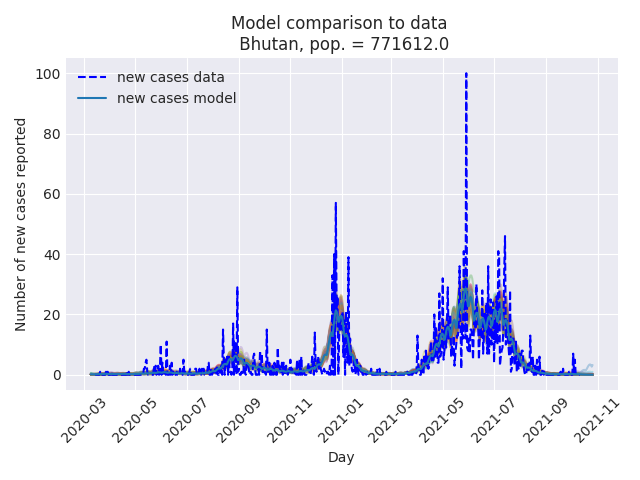 Model comparison to data
Bhutan, pop. = 771612.0
new cases data
new cases model
Number of new cases reported
100
80
60
40
20
0
2020-03
2020-05
2020-07
2020-09
2020-11
2021-01
2021-03
2021-05
2021-07
2021-09
2021-11
Day